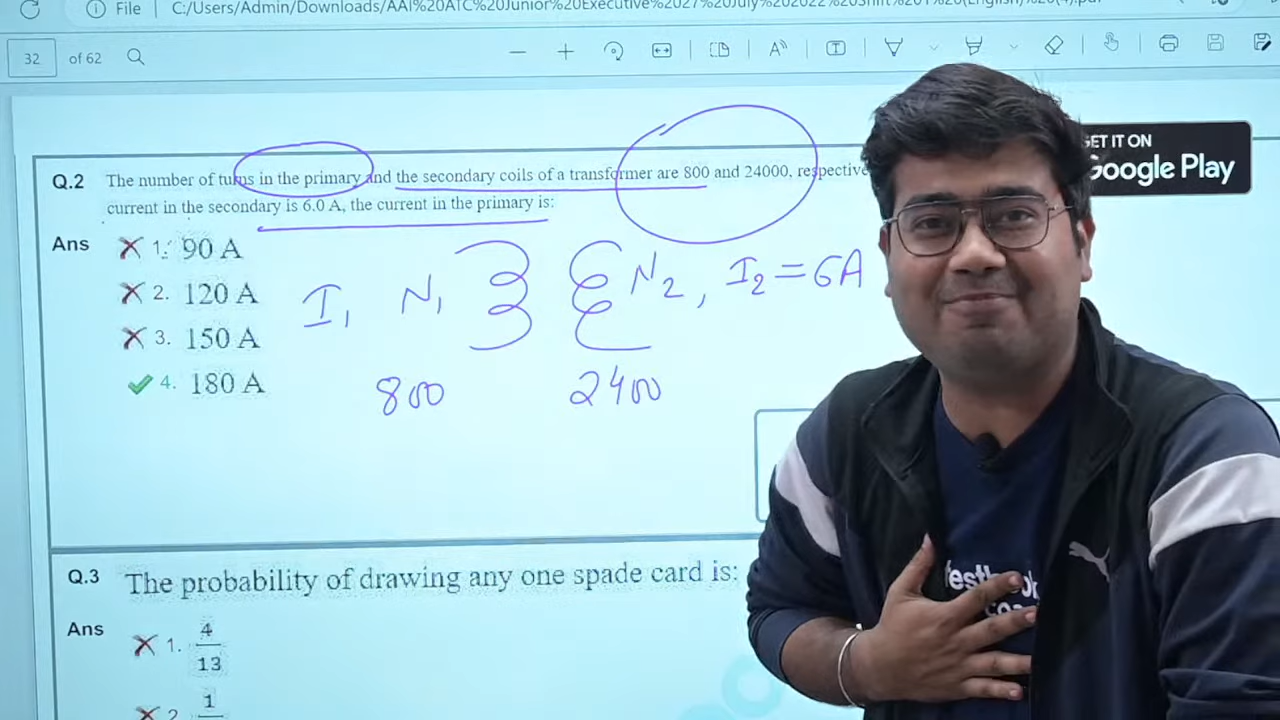 File | C:/Users/Admin/Downloads/AAI%20ATC%20Junior%20Executive%2027%20July%202022%20Shift%201%20(English)%20(4).pdf
32 of 62
GET IT ON
Google Play
Q.2 The number of turns in the primary and the secondary coils of a transformer are 800 and 24000, respective
current in the secondary is 6.0 A, the current in the primary is:
Ans 1. 90 A
2. 120 A
3. 150 A
4. 180 A
I₁ N₁ N₂, I₂ = 6A
800 2400
Q.3 The probability of drawing any one spade card is:
Ans 1. 4/13
2. 1
testbook
coa